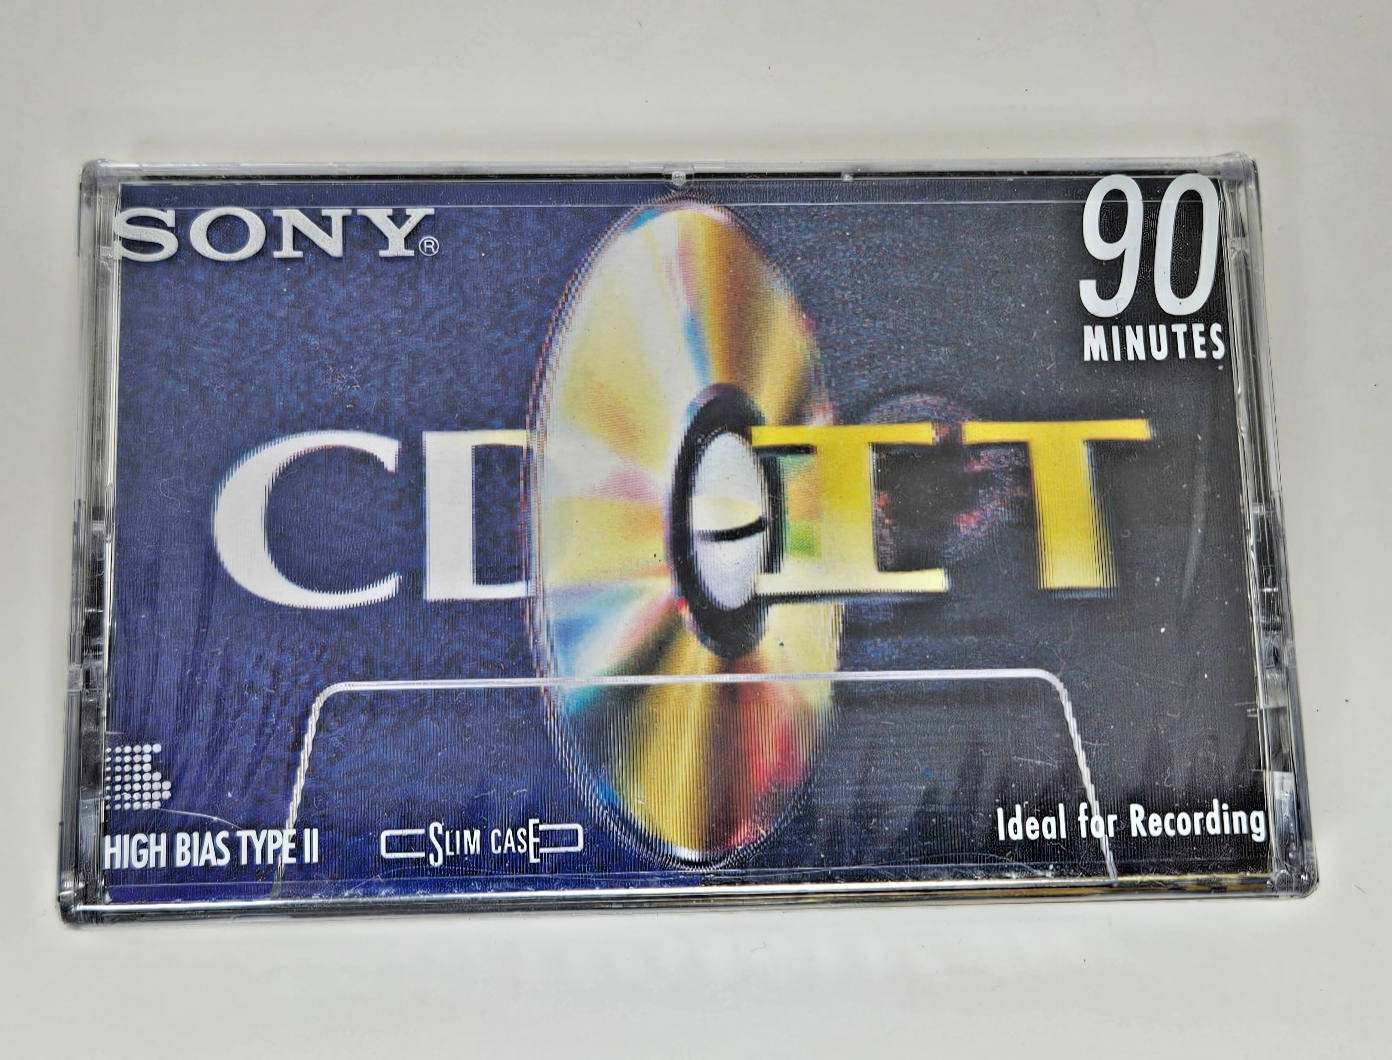 SONY®
90
MINUTES
CD IT
HIGH BIAS TYPE II
SLIM CASE
Ideal for Recording